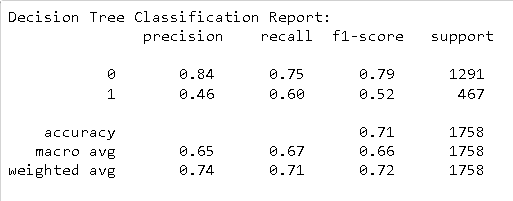 Decision Tree Classification Report:
precision recall f1-score support
0 0.84 0.75 0.79 1291
1 0.46 0.60 0.52 467
accuracy 0.71 1758
macro avg 0.65 0.67 0.66 1758
weighted avg 0.74 0.71 0.72 1758